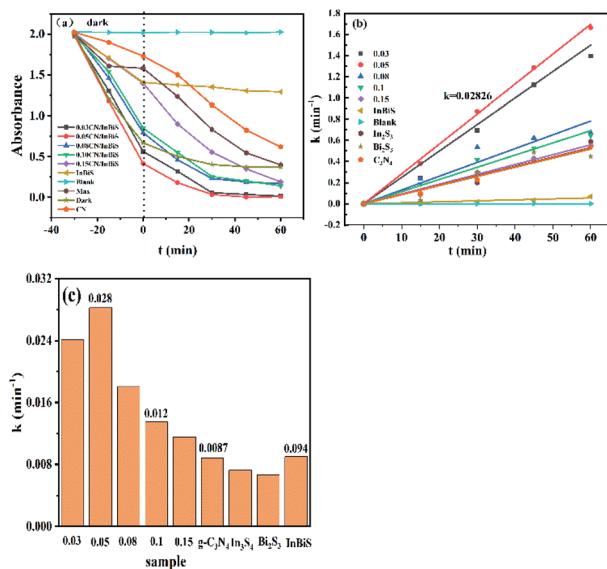 (a) dark
2.0
1.5
1.0
0.5
0.0
Absorbance
0.03CN/InBiS
0.05CN/InBiS
0.08CN/InBiS
0.10CN/InBiS
0.15CN/InBiS
InBiS
Blank
Max
Dark
CN
-40 -20 0 20 40 60
t (min)
(b)
1.8
1.6
1.4
1.2
1.0
0.8
0.6
0.4
0.2
0.0
-0.2
k (min⁻¹)
0.03
0.05
0.08
0.1
0.15
InBiS
Blank
In₂S₃
Bi₂S₃
C₃N₄
k=0.02826
0 15 30 45 60
t (min)
(c)
0.032
0.024
0.016
0.008
0.000
k (min⁻¹)
0.028
0.012
0.0087
0.094
0.03 0.05 0.08 0.1 0.15 g-C₃N₄ In₃S₄ Bi₂S₃ InBiS
sample